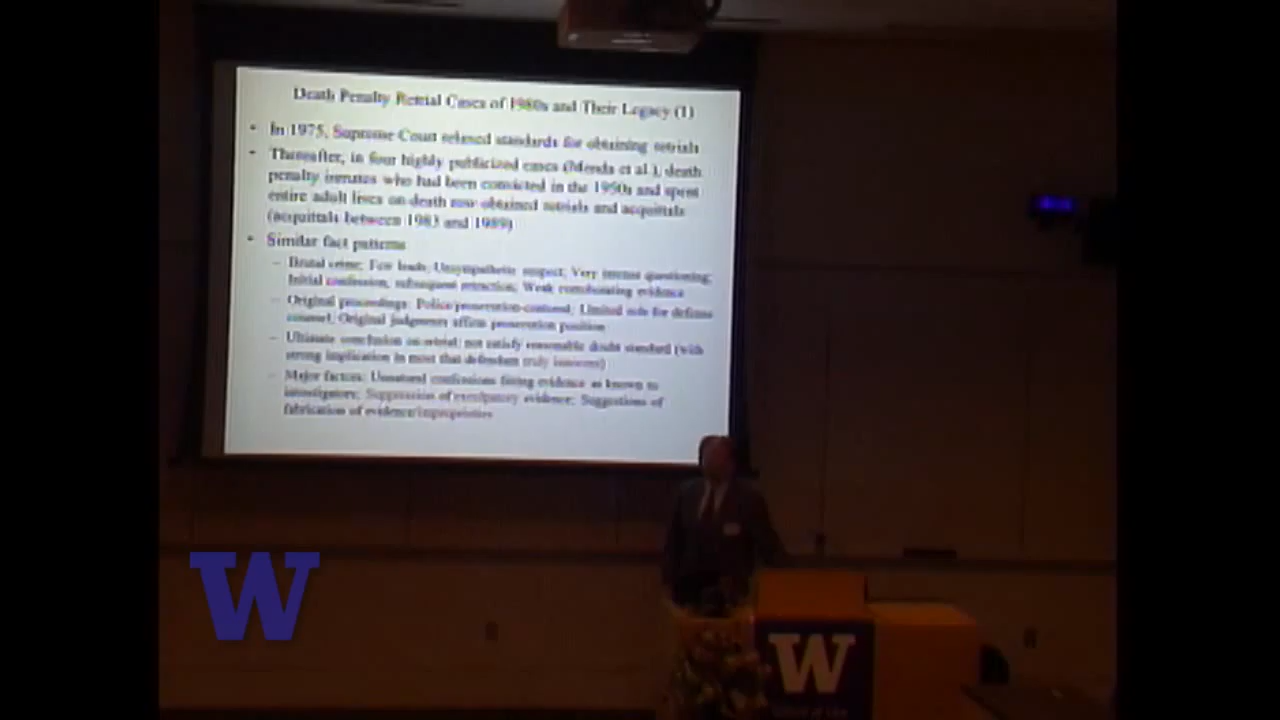 Death Penalty Retrial Cases of 1980s and Their Legacy (1)
• In 1975, Supreme Court relaxed standards for obtaining retrials
• Thereafter, in four highly publicized cases (Menda et al.), death
penalty inmates who had been convicted in the 1950s and spent
entire adult lives on death row obtained retrials and acquittals
(acquittals between 1983 and 1989)
• Similar fact patterns
– Brutal crime; Few leads; Unsympathetic suspect; Very intense questioning;
Initial confession, subsequent retraction; Weak corroborating evidence
– Original proceedings: Police/prosecution-centered; Limited role for defense
counsel; Original judgments affirm prosecution position
– Ultimate conclusion on retrial: not satisfy reasonable doubt standard (with
strong implication in most that defendant truly innocent)
– Major factors: Unnatural confessions fitting evidence as known to
investigators; Suppression of exculpatory evidence; Suggestions of
fabrication of evidence/improprieties
W
W